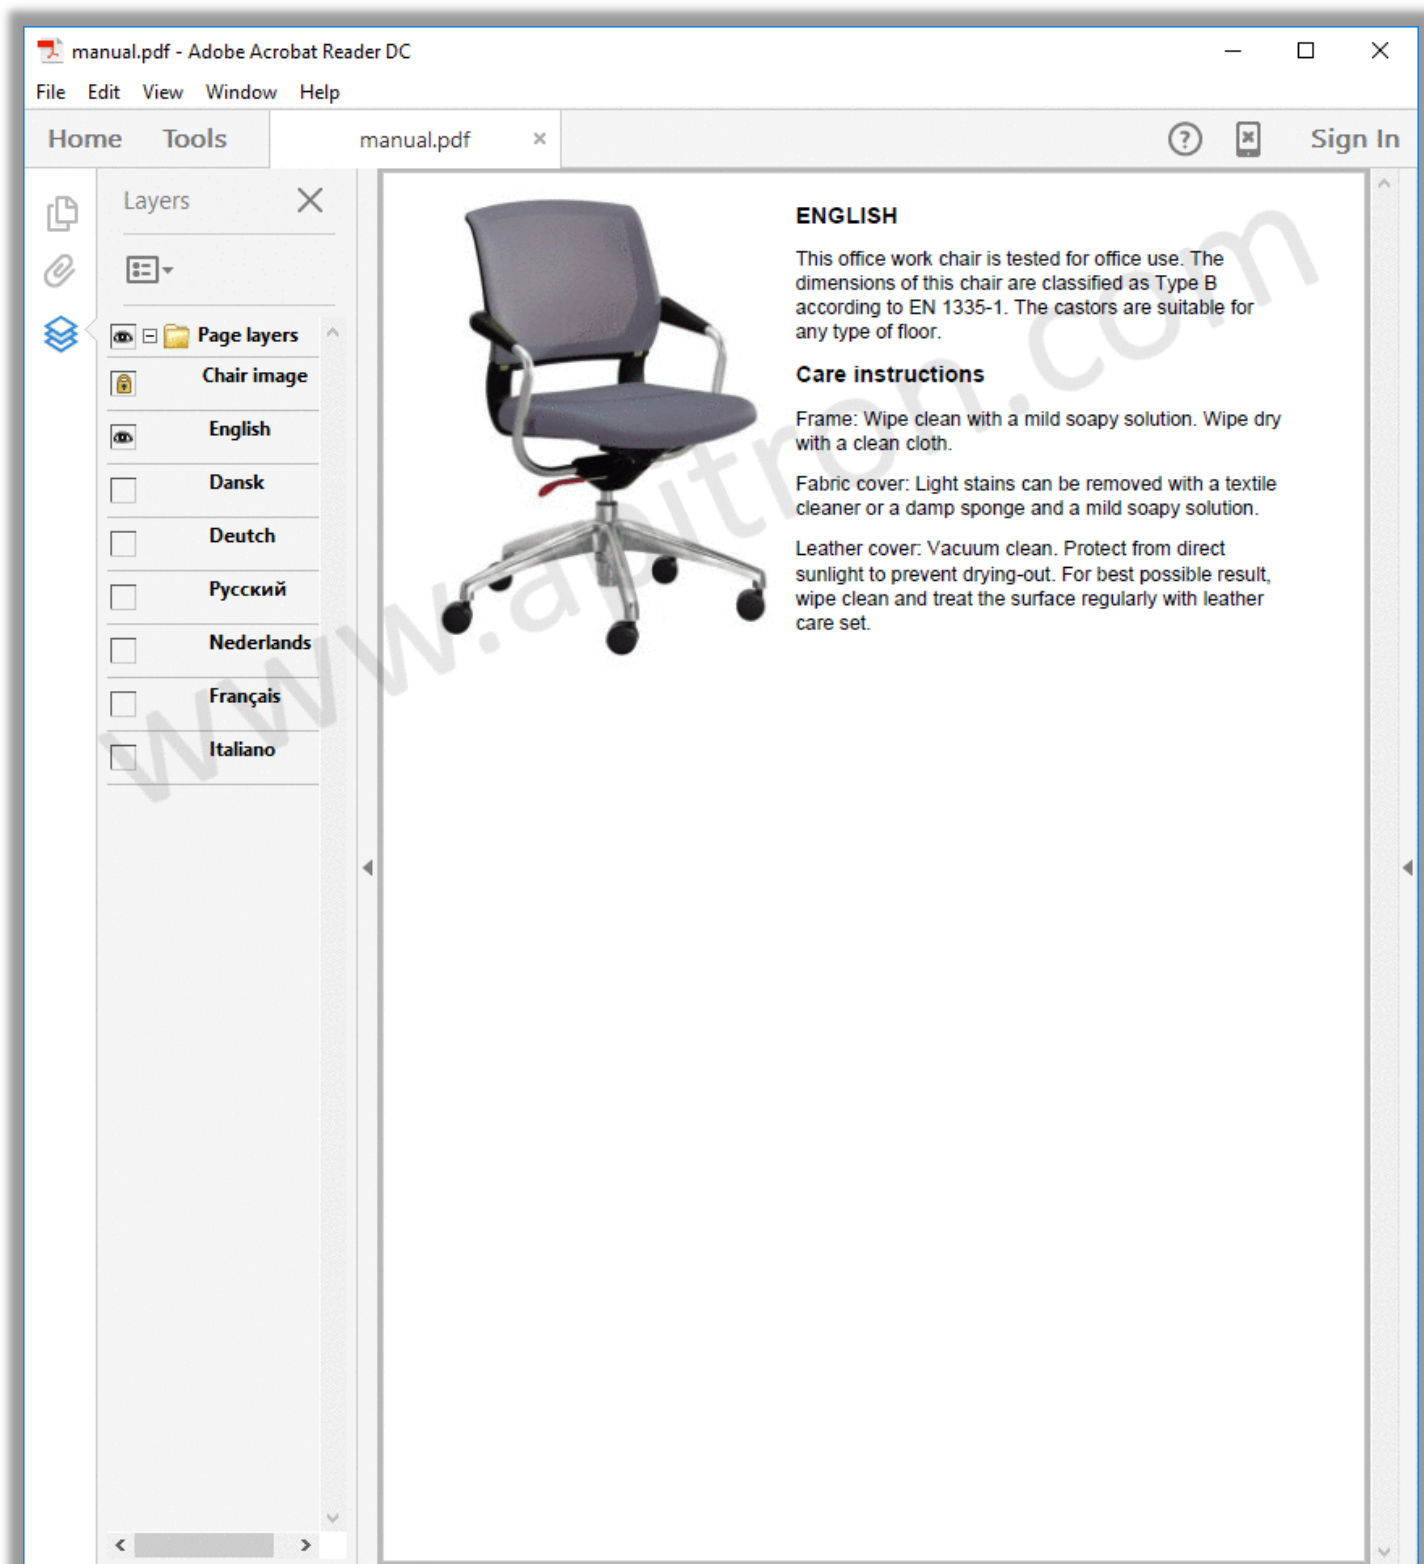 manual.pdf - Adobe Acrobat Reader DC
File Edit View Window Help
Home Tools manual.pdf Sign In
Layers
Page layers
Chair image
English
Dansk
Deutch
Русский
Nederlands
Français
Italiano
ENGLISH
This office work chair is tested for office use. The
dimensions of this chair are classified as Type B
according to EN 1335-1. The castors are suitable for
any type of floor.
Care instructions
Frame: Wipe clean with a mild soapy solution. Wipe dry
with a clean cloth.
Fabric cover: Light stains can be removed with a textile
cleaner or a damp sponge and a mild soapy solution.
Leather cover: Vacuum clean. Protect from direct
sunlight to prevent drying-out. For best possible result,
wipe clean and treat the surface regularly with leather
care set.
www.apitron.com